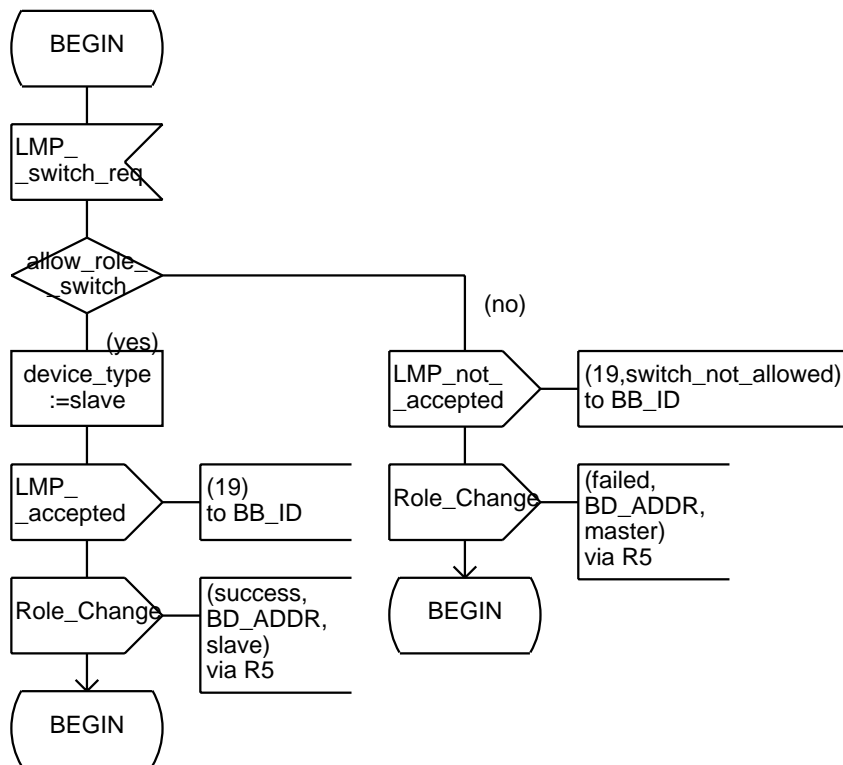 BEGIN
LMP_
_switch_req
allow_role_
_switch
(no)
(yes)
device_type
:=slave
LMP_not_
_accepted
(19,switch_not_allowed)
to BB_ID
LMP_
_accepted
(19)
to BB_ID
Role_Change
(failed,
BD_ADDR,
master)
via R5
Role_Change
(success,
BD_ADDR,
slave)
via R5
BEGIN
BEGIN